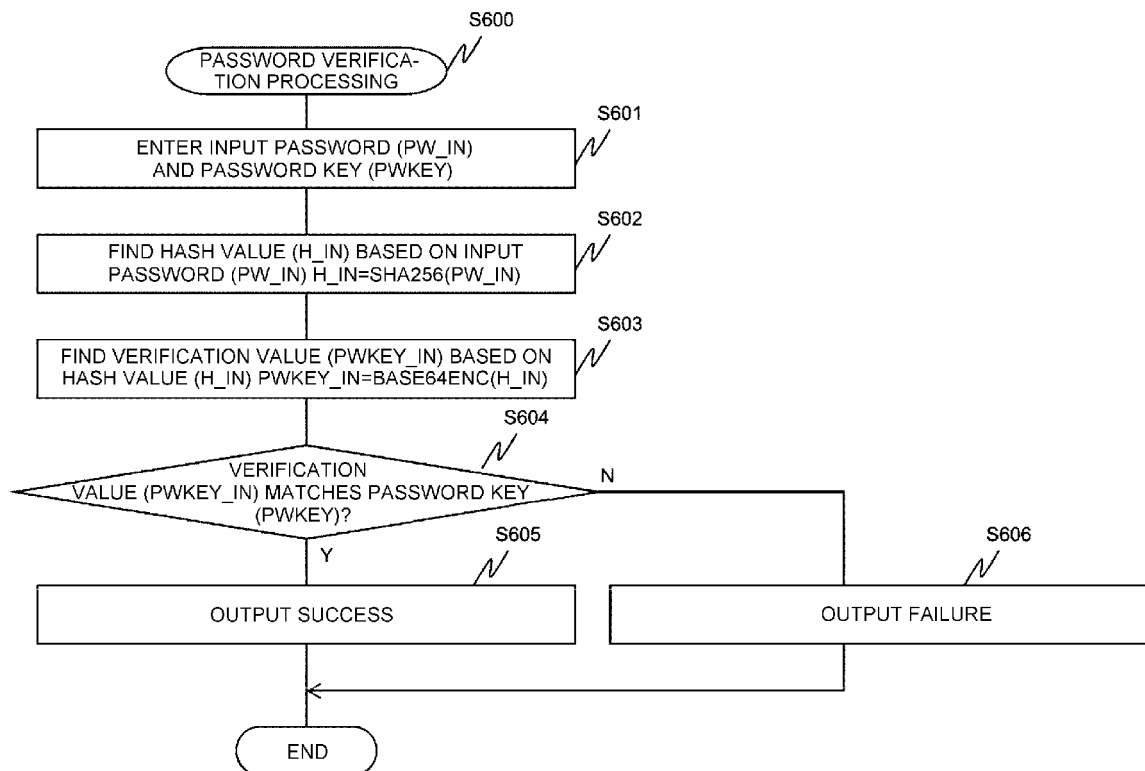 S600
PASSWORD VERIFICA-
TION PROCESSING
S601
ENTER INPUT PASSWORD (PW_IN)
AND PASSWORD KEY (PWKEY)
S602
FIND HASH VALUE (H_IN) BASED ON INPUT
PASSWORD (PW_IN) H_IN=SHA256(PW_IN)
S603
FIND VERIFICATION VALUE (PWKEY_IN) BASED ON
HASH VALUE (H_IN) PWKEY_IN=BASE64ENC(H_IN)
S604
VERIFICATION
VALUE (PWKEY_IN) MATCHES PASSWORD KEY
(PWKEY)?
N
Y
S605
OUTPUT SUCCESS
S606
OUTPUT FAILURE
END